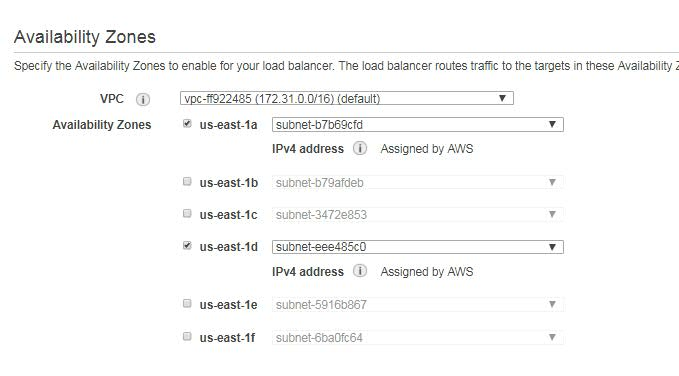 Availability Zones
Specify the Availability Zones to enable for your load balancer. The load balancer routes traffic to the targets in these Availability
VPC i vpc-ff922485 (172.31.0.0/16) (default)
Availability Zones us-east-1a subnet-b7b69cfd
IPv4 address i Assigned by AWS
us-east-1b subnet-b79afdeb
us-east-1c subnet-3472e853
us-east-1d subnet-eee485c0
IPv4 address i Assigned by AWS
us-east-1e subnet-5916b867
us-east-1f subnet-6ba0fc64